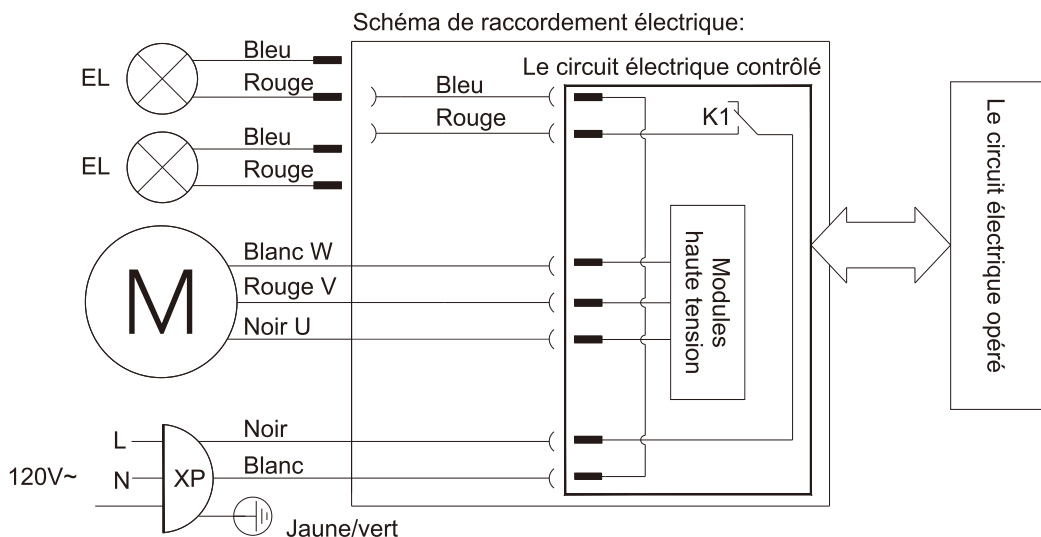 Schéma de raccordement électrique:
EL
Bleu
Rouge
EL
Bleu
Rouge
Bleu
Rouge
Le circuit électrique contrôlé
K1
M
Blanc W
Rouge V
Noir U
Modules
haute tension
Le circuit électrique opéré
120V~
L
N
XP
Noir
Blanc
Jaune/vert